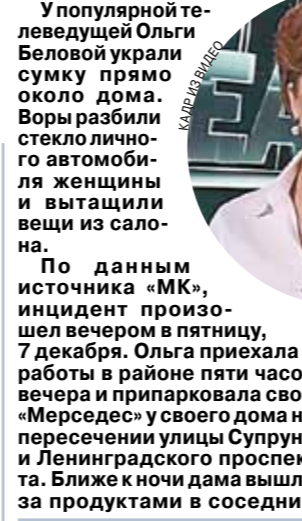 У популярной те-
леведущей Ольги
Беловой украли
сумку прямо
около дома.
Воры разбили
стекло лично-
го автомоби-
ля женщины
и вытащили
вещи из сало-
на.
По данным
источника «МК»,
инцидент произо-
шел вечером в пятницу,
7 декабря. Ольга приехала
работы в районе пяти часо
вечера и припарковала сво
«Мерседес» у своего дома н
пересечении улицы Супрун
и Ленинградского проспек
та. Ближе к ночи дама вышл
за продуктами в соседни
КАДР ИЗ ВИДЕО